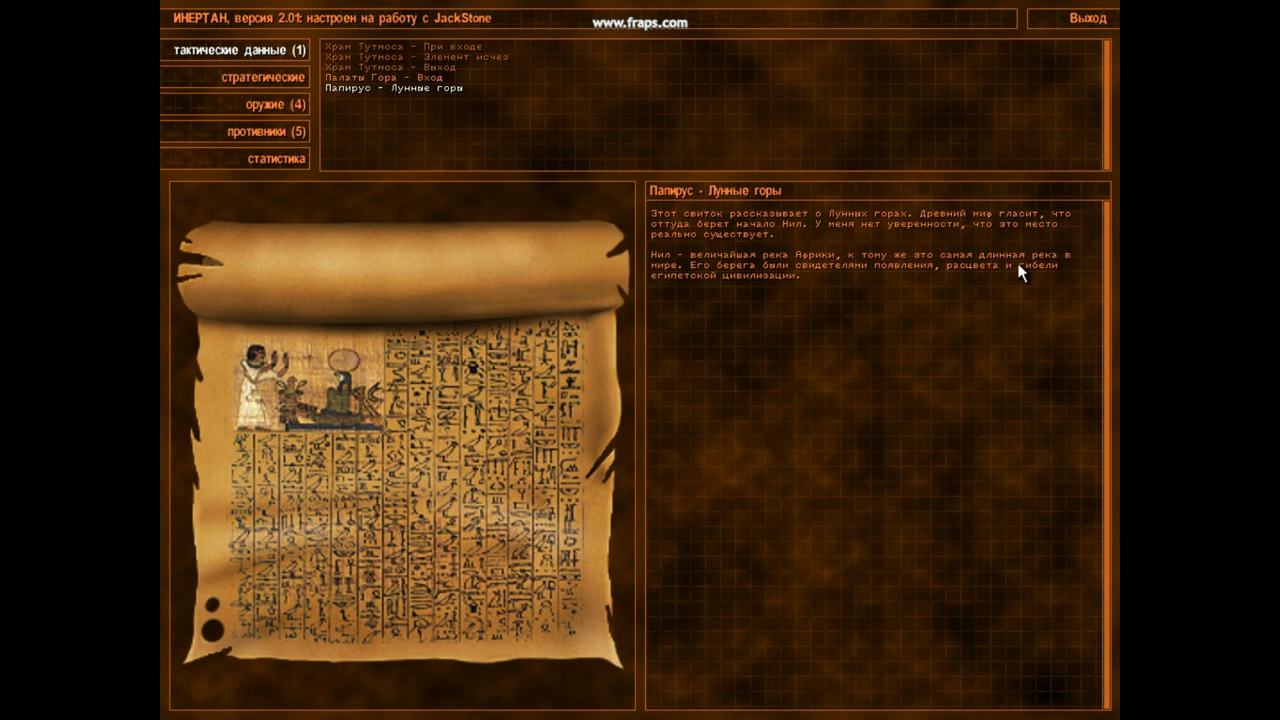 ИНЕРТАН, версия 2.01: настроен на работу с JackStone
www.fraps.com
Выход
тактические данные (1)
стратегические
оружие (4)
противники (5)
статистика
Храм Тутмоса - При входе
Храм Тутмоса - Элемент исчез
Храм Тутмоса - Выход
Палаты Гора - Вход
Папирус - Лунные горы
Папирус - Лунные горы
Этот свиток рассказывает о Лунных горах. Древний миф гласит, что
оттуда берет начало Нил. У меня нет уверенности, что это место
реально существует.
Нил - величайшая река Африки, к тому же это самая длинная река в
мире. Его берега были свидетелями появления, расцвета и гибели
египетской цивилизации.